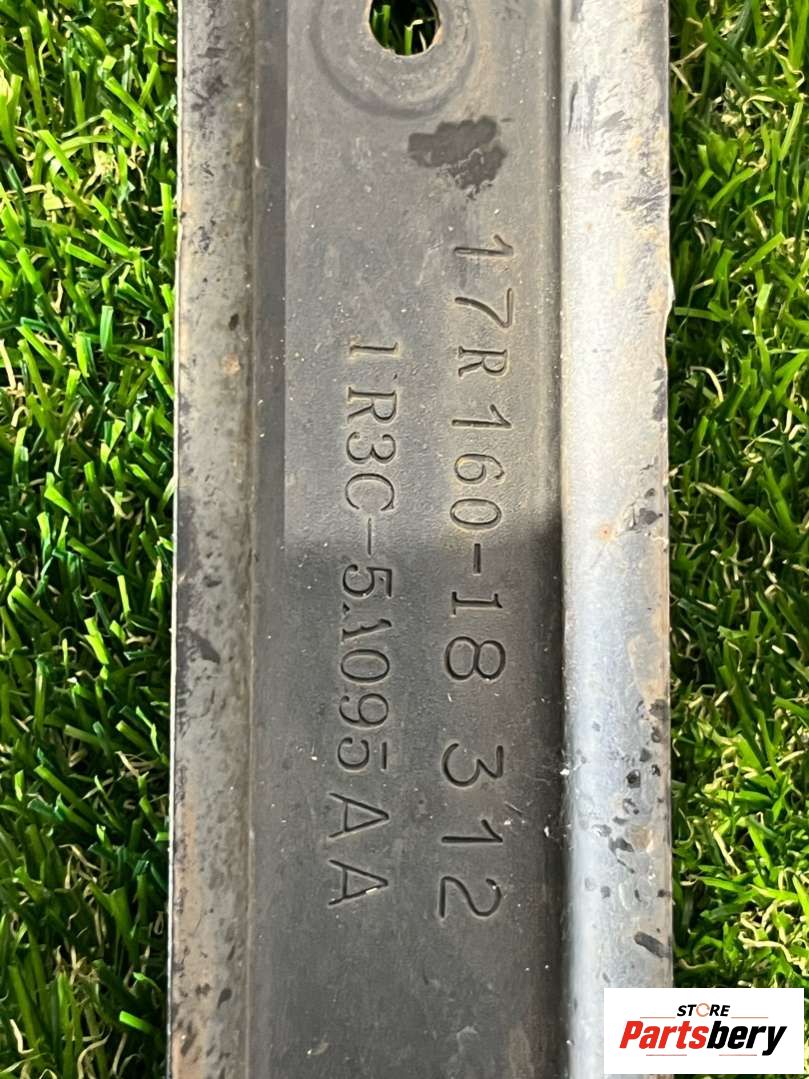 17R160-18 312
1R3C-5A095AA
STORE
Partsbery